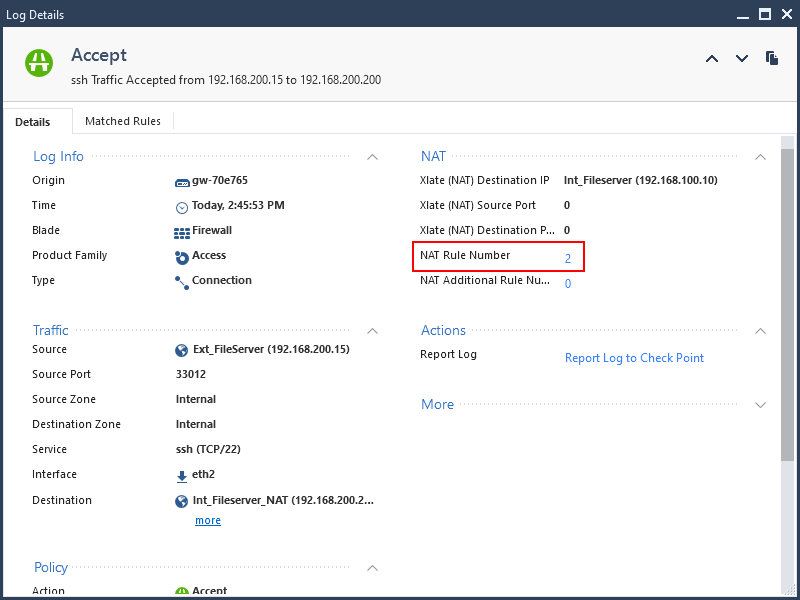 Log Details
Accept
ssh Traffic Accepted from 192.168.200.15 to 192.168.200.200
Details
Matched Rules
Log Info
Origin gw-70e765
Time Today, 2:45:53 PM
Blade Firewall
Product Family Access
Type Connection
Traffic
Source Ext_FileServer (192.168.200.15)
Source Port 33012
Source Zone Internal
Destination Zone Internal
Service ssh (TCP/22)
Interface eth2
Destination Int_Fileserver_NAT (192.168.200.2...
more
Policy
Action Accept
NAT
Xlate (NAT) Destination IP Int_Fileserver (192.168.100.10)
Xlate (NAT) Source Port 0
Xlate (NAT) Destination P... 0
NAT Rule Number 2
NAT Additional Rule Nu... 0
Actions
Report Log Report Log to Check Point
More